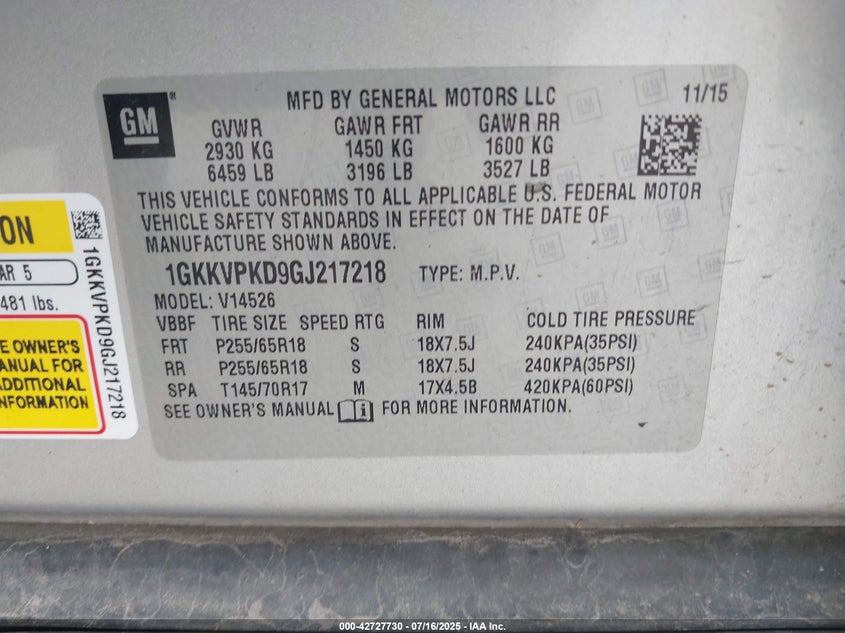 GM
MFD BY GENERAL MOTORS LLC
11/15
GVWR GAWR FRT GAWR RR
2930 KG 1450 KG 1600 KG
6459 LB 3196 LB 3527 LB
THIS VEHICLE CONFORMS TO ALL APPLICABLE U.S. FEDERAL MOTOR
VEHICLE SAFETY STANDARDS IN EFFECT ON THE DATE OF
MANUFACTURE SHOWN ABOVE.
1GKKVPKD9GJ217218 TYPE: M.P.V.
MODEL: V14526
VBBF TIRE SIZE SPEED RTG RIM COLD TIRE PRESSURE
FRT P255/65R18 S 18X7.5J 240KPA(35PSI)
RR P255/65R18 S 18X7.5J 240KPA(35PSI)
SPA T145/70R17 M 17X4.5B 420KPA(60PSI)
SEE OWNER'S MANUAL i FOR MORE INFORMATION.
ON
AR 5
481 lbs.
E OWNER'S
MANUAL FOR
ADDITIONAL
NFORMATION
1GKKVPKD9GJ217218
000-42727730 - 07/16/2025 - IAA Inc.